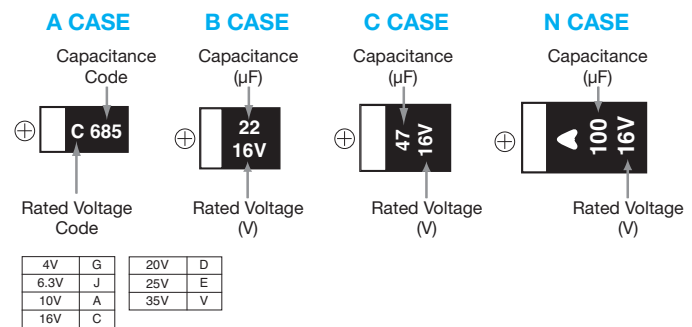 A CASE
Capacitance
Code
C 685
Rated Voltage
Code
B CASE
Capacitance
(µF)
22
16V
Rated Voltage
(V)
C CASE
Capacitance
(µF)
47
16V
Rated Voltage
(V)
N CASE
Capacitance
(µF)
100
16V
Rated Voltage
(V)
4V G
6.3V J
10V A
16V C
20V D
25V E
35V V